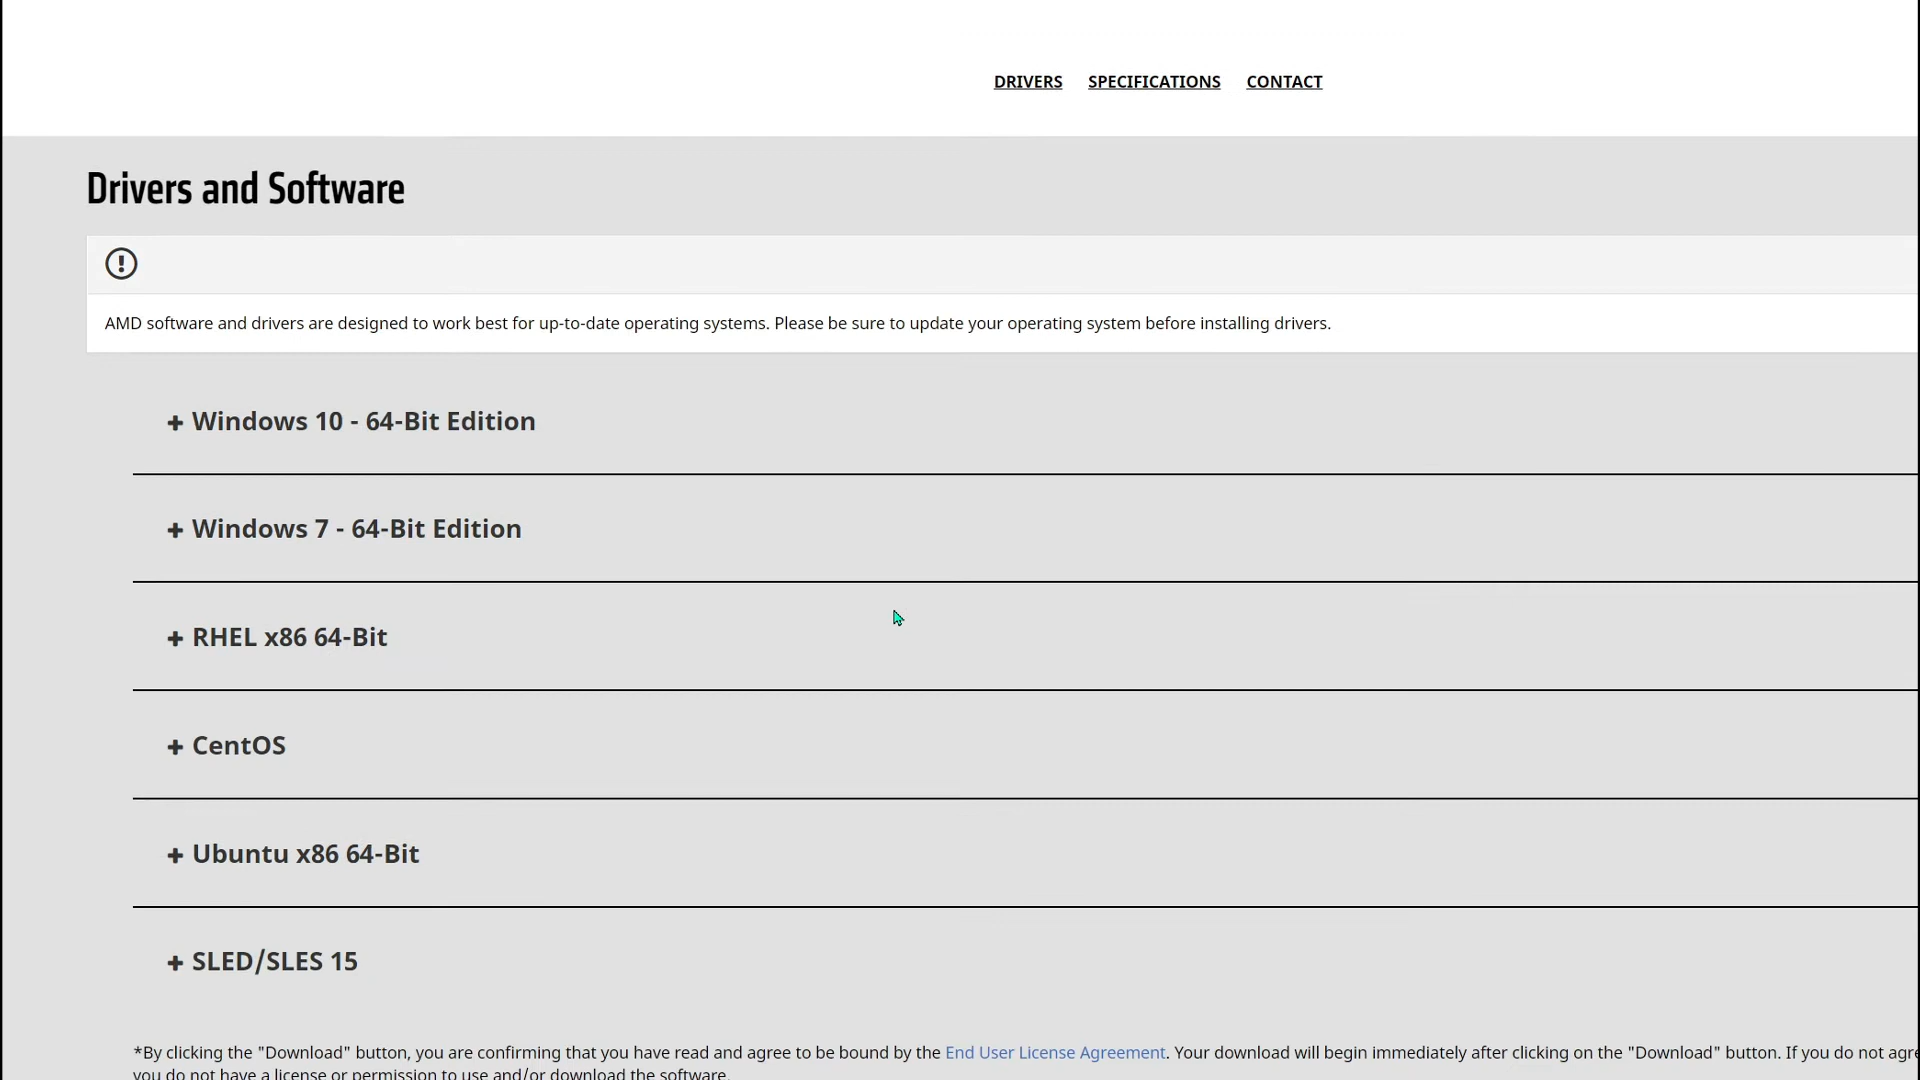 DRIVERS SPECIFICATIONS CONTACT
Drivers and Software
AMD software and drivers are designed to work best for up-to-date operating systems. Please be sure to update your operating system before installing drivers.
+ Windows 10 - 64-Bit Edition
+ Windows 7 - 64-Bit Edition
+ RHEL x86 64-Bit
+ CentOS
+ Ubuntu x86 64-Bit
+ SLED/SLES 15
*By clicking the "Download" button, you are confirming that you have read and agree to be bound by the End User License Agreement. Your download will begin immediately after clicking on the "Download" button. If you do not
you do not have a license or permission to use and/or download the software.